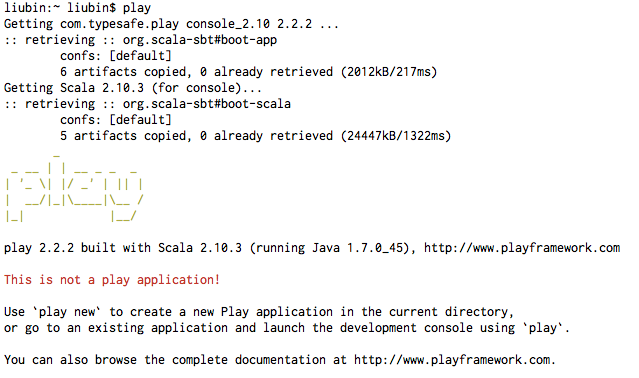 liubin:~ liubin$ play
Getting com.typesafe.play console_2.10 2.2.2 ...
:: retrieving :: org.scala-sbt#boot-app
        confs: [default]
        6 artifacts copied, 0 already retrieved (2012kB/217ms)
Getting Scala 2.10.3 (for console)...
:: retrieving :: org.scala-sbt#boot-scala
        confs: [default]
        5 artifacts copied, 0 already retrieved (24447kB/1322ms)
       _
 _ __ | | __ _ _  _
| '_ \| |/ _' | || |
|  __/|_|\____|\__ /
|_|            |__/
play 2.2.2 built with Scala 2.10.3 (running Java 1.7.0_45), http://www.playframework.com
This is not a play application!
Use `play new` to create a new Play application in the current directory,
or go to an existing application and launch the development console using `play`.
You can also browse the complete documentation at http://www.playframework.com.